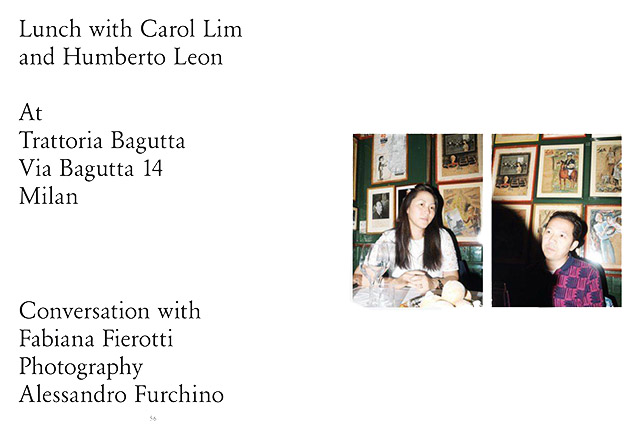 Lunch with Carol Lim
and Humberto Leon
At
Trattoria Bagutta
Via Bagutta 14
Milan
Conversation with
Fabiana Fierotti
Photography
Alessandro Furchino